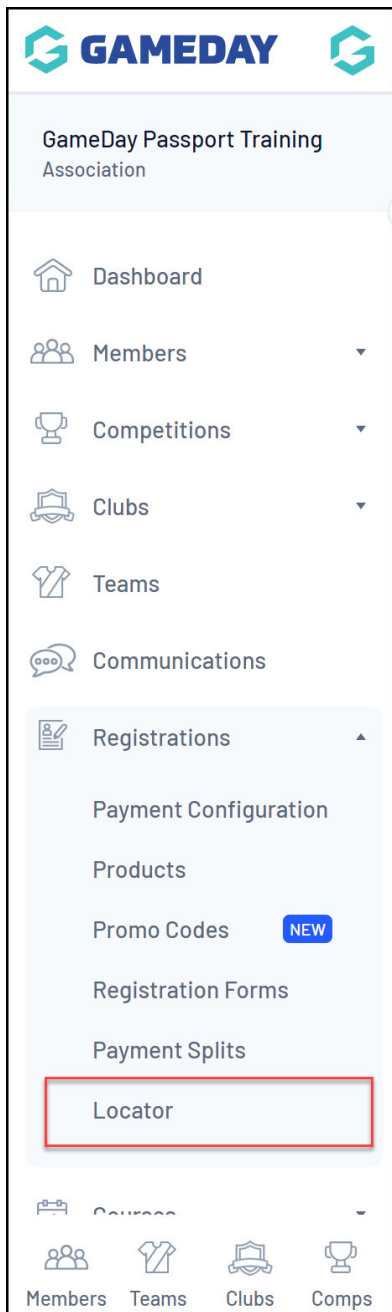 GAMEDAY
GameDay Passport Training
Association
Dashboard
Members
Competitions
Clubs
Teams
Communications
Registrations
Payment Configuration
Products
Promo Codes NEW
Registration Forms
Payment Splits
Locator
Courses
Members Teams Clubs Comps